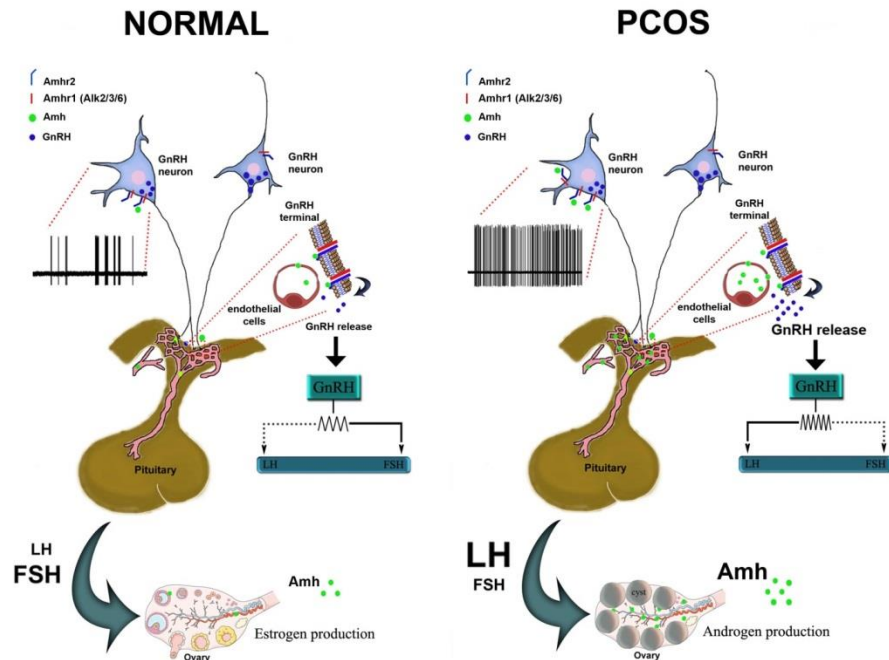 NORMAL
Amhr2
Amhr1 (Alk2/3/6)
Amh
GnRH
GnRH
neuron
GnRH
neuron
GnRH
terminal
endothelial
cells
GnRH release
GnRH
LH
FSH
Pituitary
LH
FSH
Amh
Estrogen production
Ovary
PCOS
Amhr2
Amhr1 (Alk2/3/6)
Amh
GnRH
GnRH
neuron
GnRH
neuron
GnRH
terminal
endothelial
cells
GnRH release
GnRH
LH
FSH
Pituitary
LH
FSH
Amh
cyst
Androgen production
Ovary